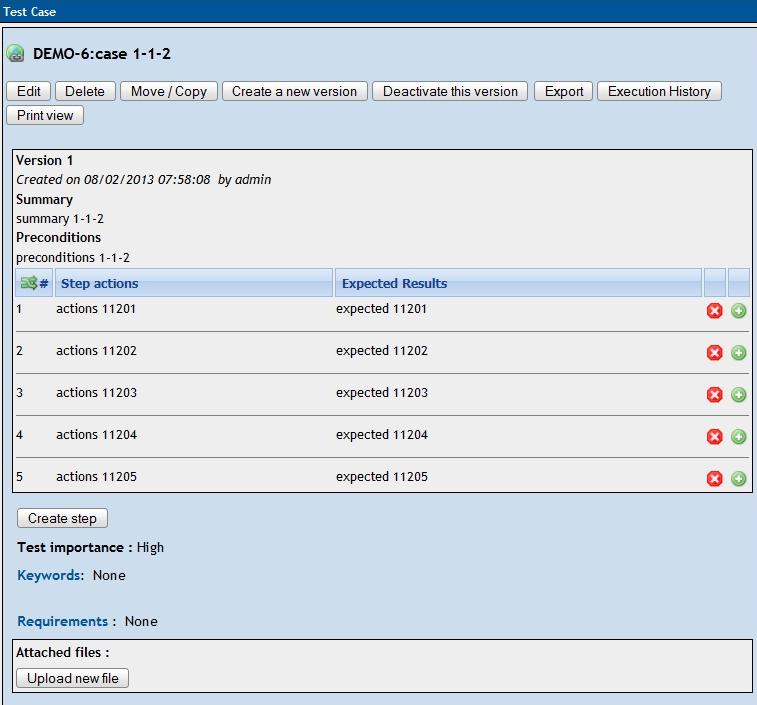 Test Case
DEMO-6:case 1-1-2
Edit Delete Move / Copy Create a new version Deactivate this version Export Execution History
Print view
Version 1
Created on 08/02/2013 07:58:08 by admin
Summary
summary 1-1-2
Preconditions
preconditions 1-1-2
# Step actions Expected Results
1 actions 11201 expected 11201
2 actions 11202 expected 11202
3 actions 11203 expected 11203
4 actions 11204 expected 11204
5 actions 11205 expected 11205
Create step
Test importance : High
Keywords: None
Requirements : None
Attached files :
Upload new file